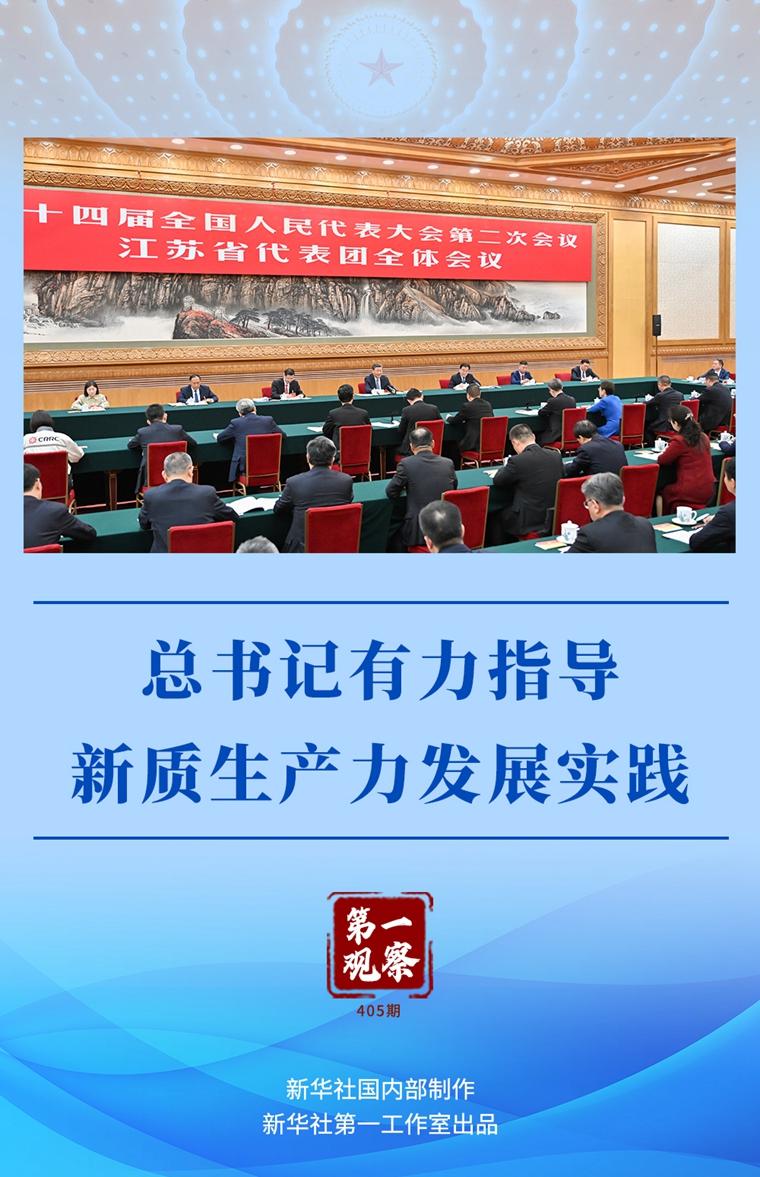 十四届全国人民代表大会第二次会议
江苏省代表团全体会议
CRRC
总书记有力指导
新质生产力发展实践
第一
观察
405期
新华社国内部制作
新华社第一工作室出品